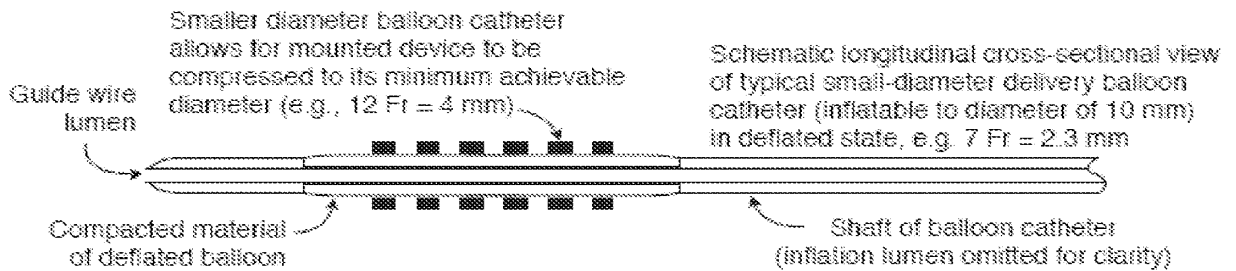 Smaller diameter balloon catheter
allows for mounted device to be
compressed to its minimum achievable
diameter (e.g., 12 Fr = 4 mm)
Schematic longitudinal cross-sectional view
of typical small-diameter delivery balloon
catheter (inflatable to diameter of 10 mm)
in deflated state, e.g. 7 Fr = 2.3 mm
Guide wire
lumen
Compacted material
of deflated balloon
Shaft of balloon catheter
(inflation lumen omitted for clarity)